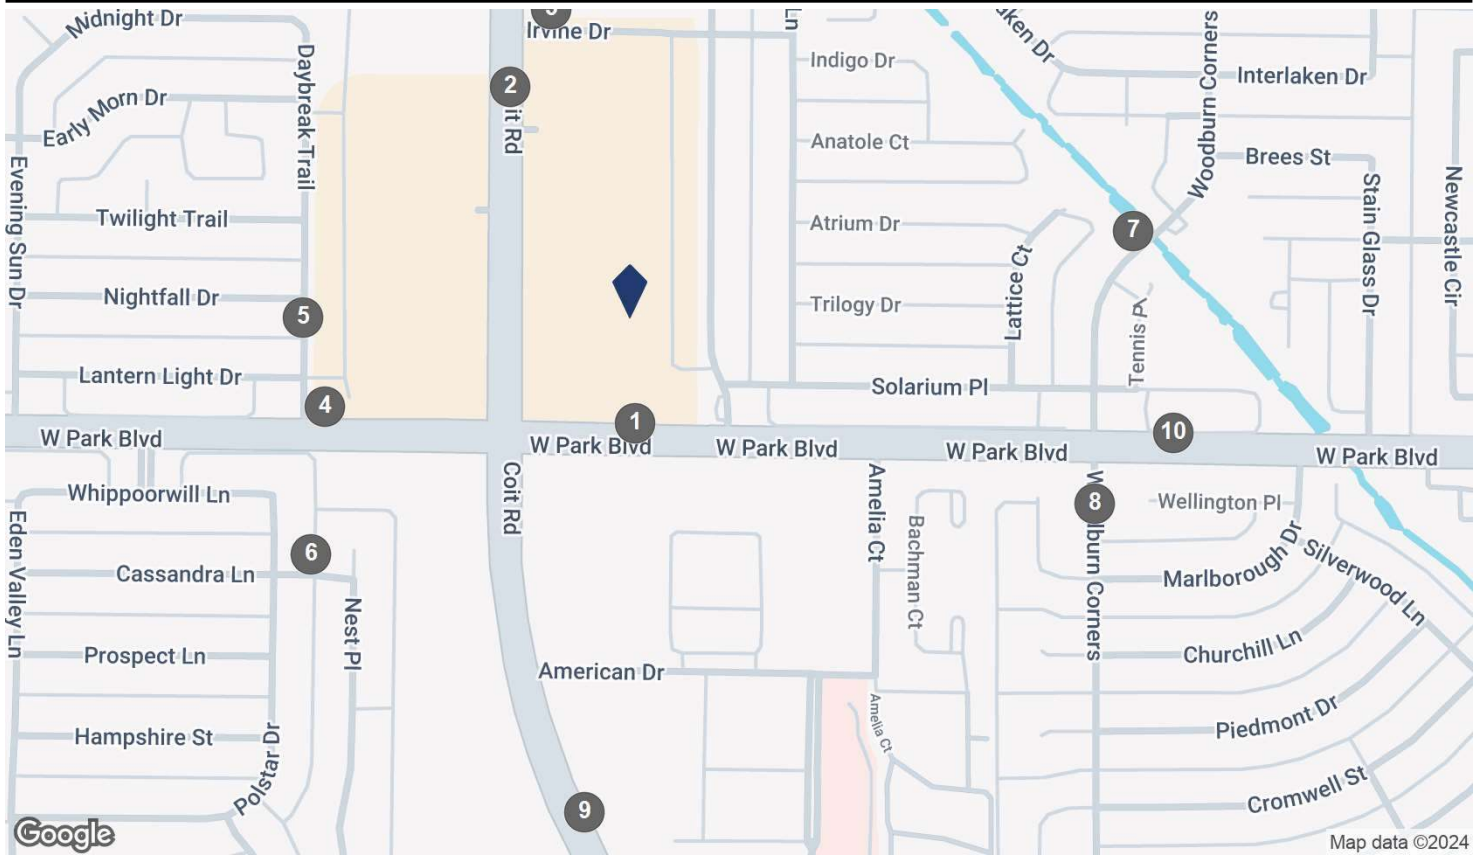 Midnight Dr
Irvine Dr
Ln
Interlaken Dr
Woodburn Corners
Indigo Dr
2
Daybreak Trail
Early Morn Dr
Anatole Ct
Brees St
Evening Sun Dr
Twilight Trail
Atrium Dr
7
Stain Glass Dr
Newcastle Cir
Nightfall Dr
5
Trilogy Dr
Lattice Ct
Tennis Pl
Lantern Light Dr
Solarium Pl
4
1
10
W Park Blvd
W Park Blvd
W Park Blvd
W Park Blvd
W Park Blvd
Whippoorwill Ln
Coit Rd
Amelia Ct
8
Wellington Pl
Eden Valley Ln
6
Cassandra Ln
Bachman Ct
Marlborough Dr
Silverwood Ln
Nest Pl
Prospect Ln
American Dr
Churchill Ln
Hampshire St
Amelia Ct
Piedmont Dr
Polstar Dr
9
Cromwell St
Google
Map data ©2024